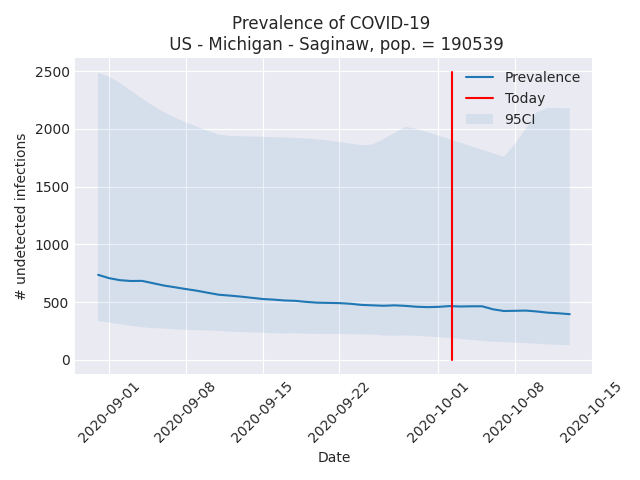 Prevalence of COVID-19
US - Michigan - Saginaw, pop. = 190539
Prevalence
Today
95CI
# undetected infections
2500
2000
1500
1000
500
0
2020-09-01
2020-09-08
2020-09-15
2020-09-22
2020-10-01
2020-10-08
2020-10-15
Date